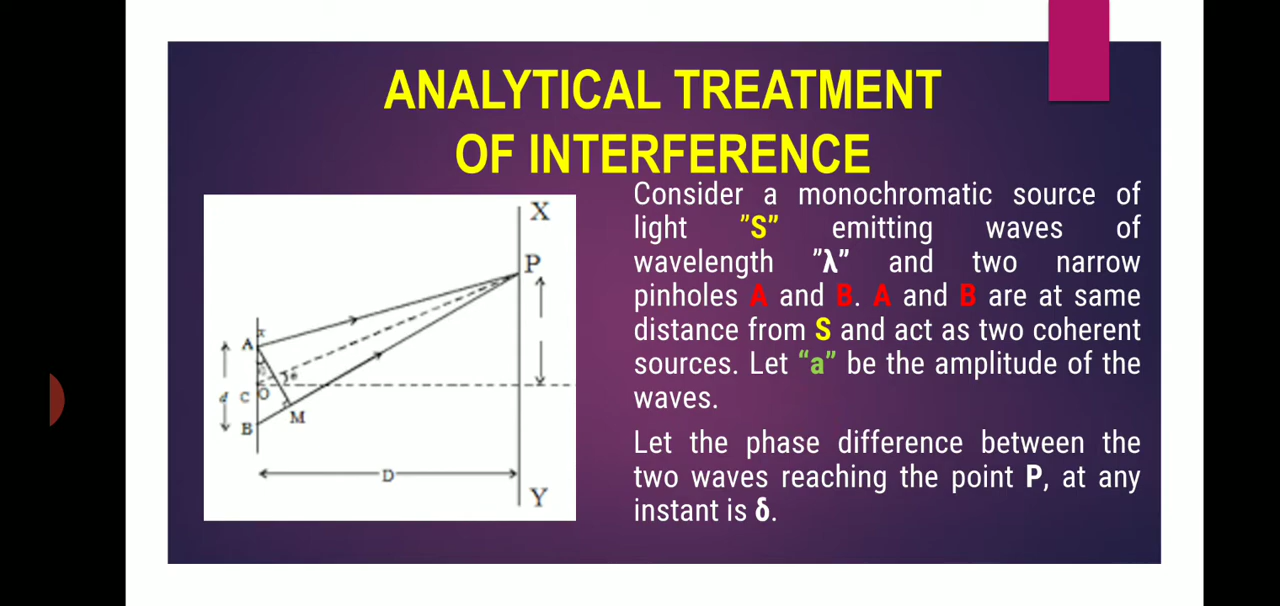 ANALYTICAL TREATMENT
OF INTERFERENCE
Consider a monochromatic source of
light ”S” emitting waves of
wavelength ”λ” and two narrow
pinholes A and B. A and B are at same
distance from S and act as two coherent
sources. Let “a” be the amplitude of the
waves.
Let the phase difference between the
two waves reaching the point P, at any
instant is δ.
X
P
A
d C O
M
B
D
Y